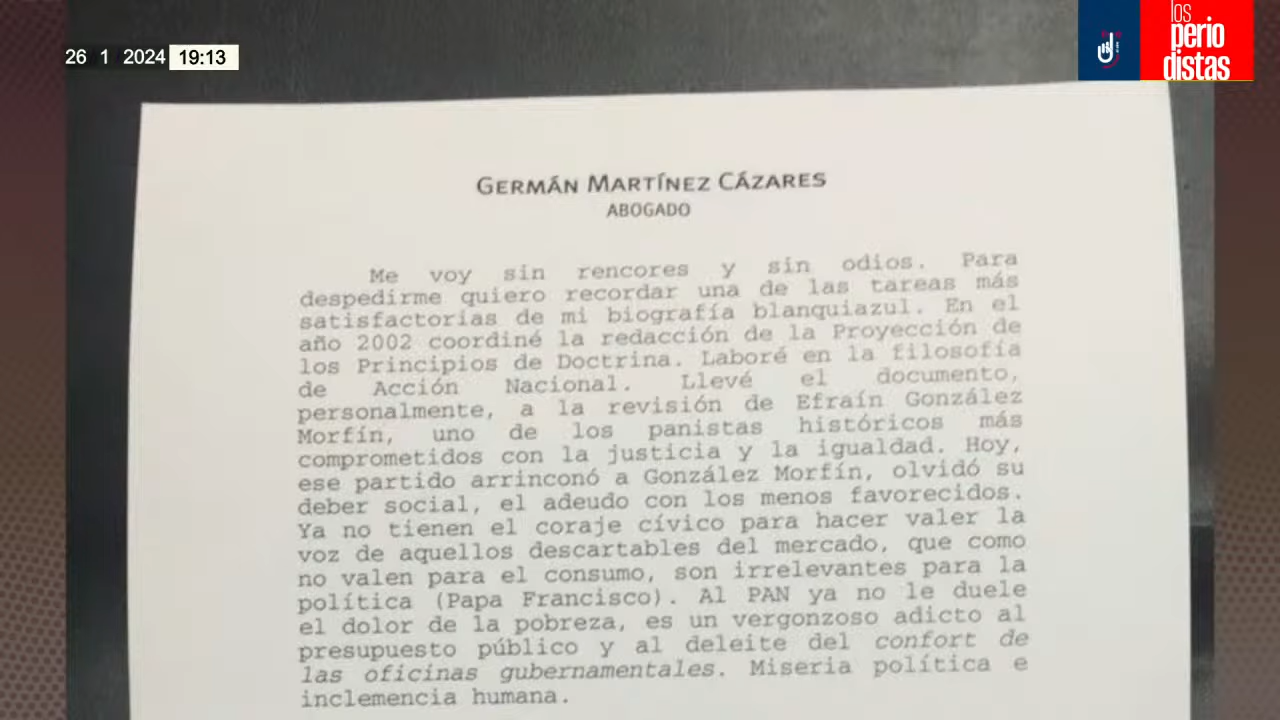 26 1 2024 19:13
los
perio
distas
GERMÁN MARTÍNEZ CÁZARES
ABOGADO
Me voy sin rencores y sin odios. Para
despedirme quiero recordar una de las tareas más
satisfactorias de mi biografía blanquiazul. En el
año 2002 coordiné la redacción de la Proyección de
los Principios de Doctrina. Laboré en la filosofía
de Acción Nacional. Llevé el documento,
personalmente, a la revisión de Efraín González
Morfín, uno de los panistas históricos más
comprometidos con la justicia y la igualdad. Hoy,
ese partido arrinconó a González Morfín, olvidó su
deber social, el adeudo con los menos favorecidos.
Ya no tienen el coraje cívico para hacer valer la
voz de aquellos descartables del mercado, que como
no valen para el consumo, son irrelevantes para la
política (Papa Francisco). Al PAN ya no le duele
el dolor de la pobreza, es un vergonzoso adicto al
presupuesto público y al deleite del confort de
las oficinas gubernamentales. Miseria política e
inclemencia humana.